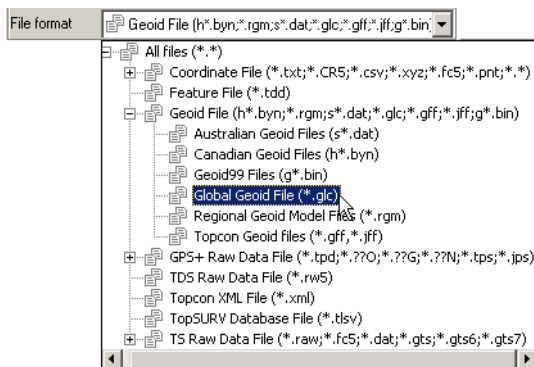 File format Geoid File (h*.byn;*.rgm;s*.dat;*.glc;*.gff;*.jff;g*.bin)
All files (*.*)
Coordinate File (*.txt;*.CR5;*.csv;*.xyz;*.fc5;*.pnt;*.*)
Feature File (*.tdd)
Geoid File (h*.byn;*.rgm;s*.dat;*.glc;*.gff;*.jff;g*.bin)
Australian Geoid Files (s*.dat)
Canadian Geoid Files (h*.byn)
Geoid99 Files (g*.bin)
Global Geoid File (*.glc)
Regional Geoid Model Files (*.rgm)
Topcon Geoid files (*.gff,*.jff)
GPS+ Raw Data File (*.tpd;*.??O;*.??G;*.??N;*.tps;*.jps)
TDS Raw Data File (*.rw5)
Topcon XML File (*.xml)
TopSURV Database File (*.tlsv)
TS Raw Data File (*.raw;*.fc5;*.dat;*.gts;*.gts6;*.gts7)